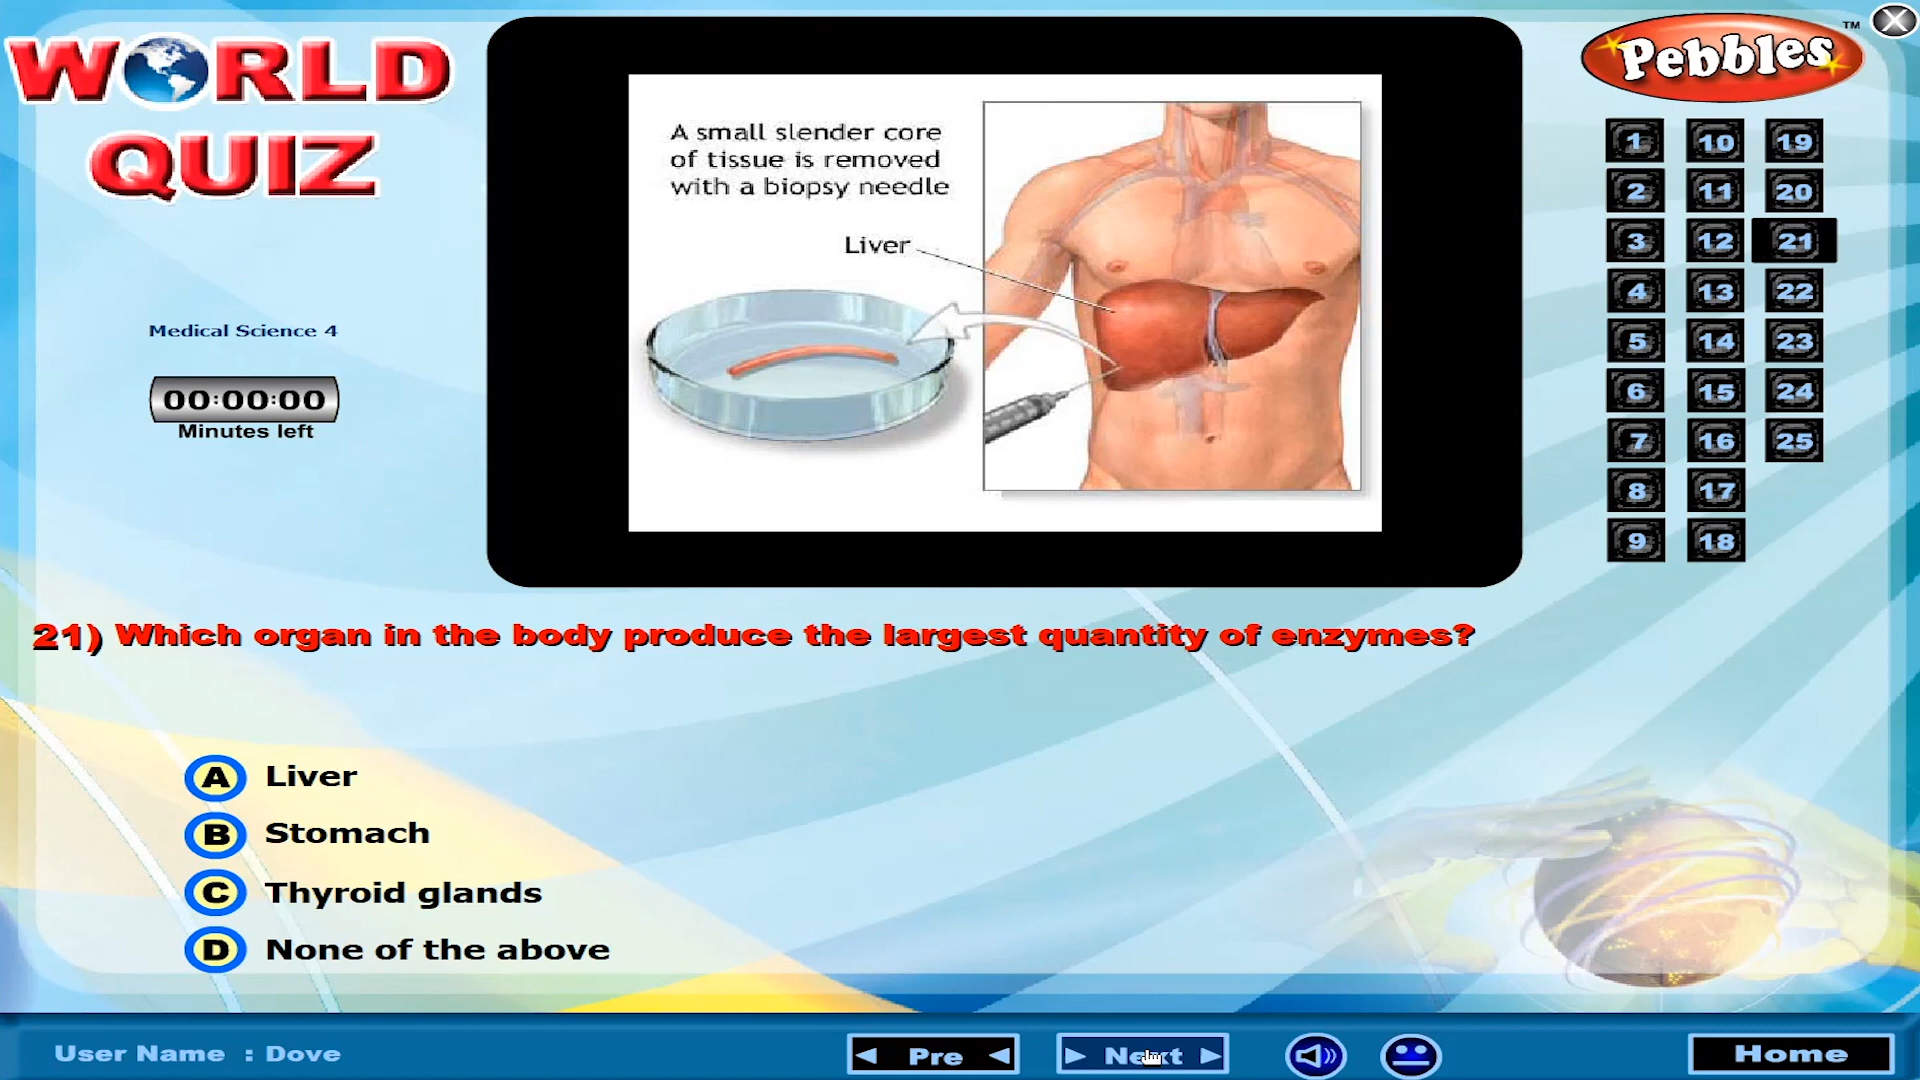 WORLD
QUIZ
Medical Science 4
00:00:00
Minutes left
A small slender core
of tissue is removed
with a biopsy needle
Liver
Pebbles™
1 10 19
2 11 20
3 12 21
4 13 22
5 14 23
6 15 24
7 16 25
8 17
9 18
21) Which organ in the body produce the largest quantity of enzymes?
A Liver
B Stomach
C Thyroid glands
D None of the above
User Name : Dove
Pre
Next
Home